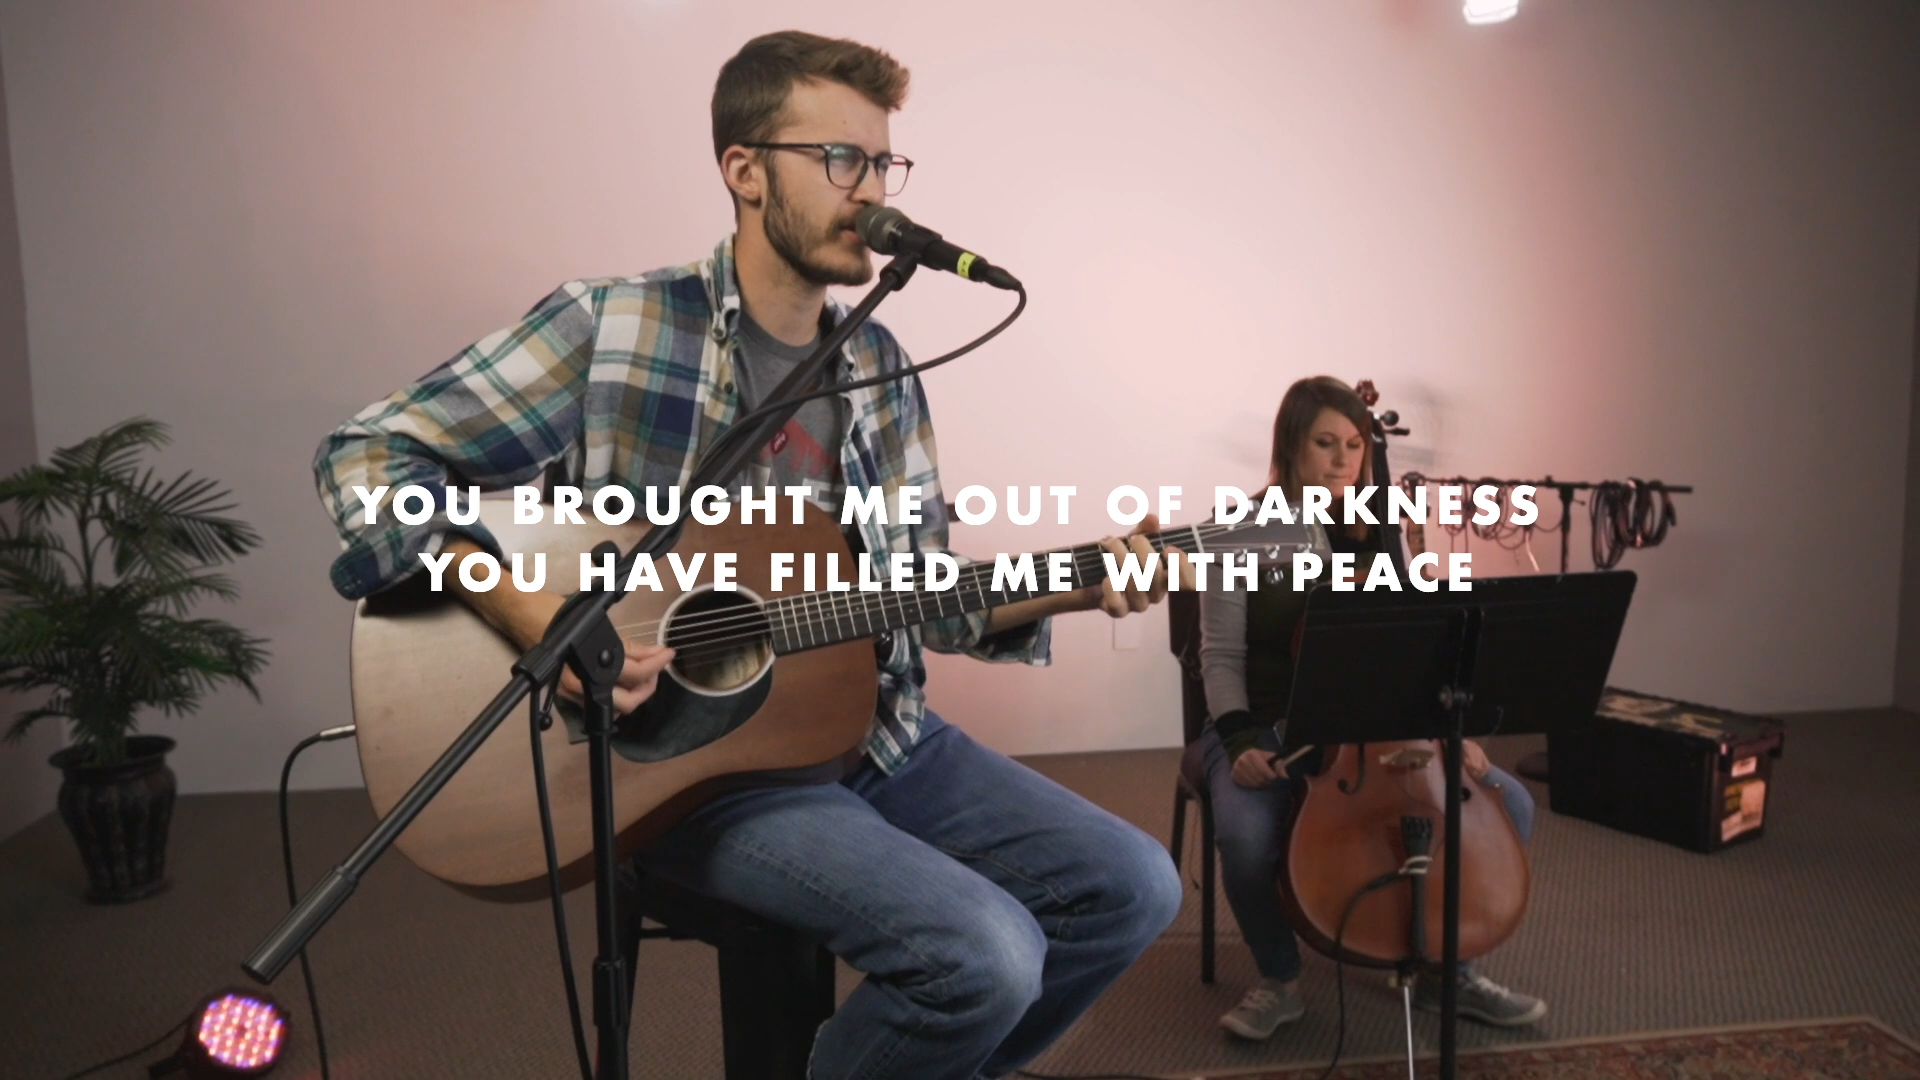 YOU BROUGHT ME OUT OF DARKNESS
YOU HAVE FILLED ME WITH PEACE